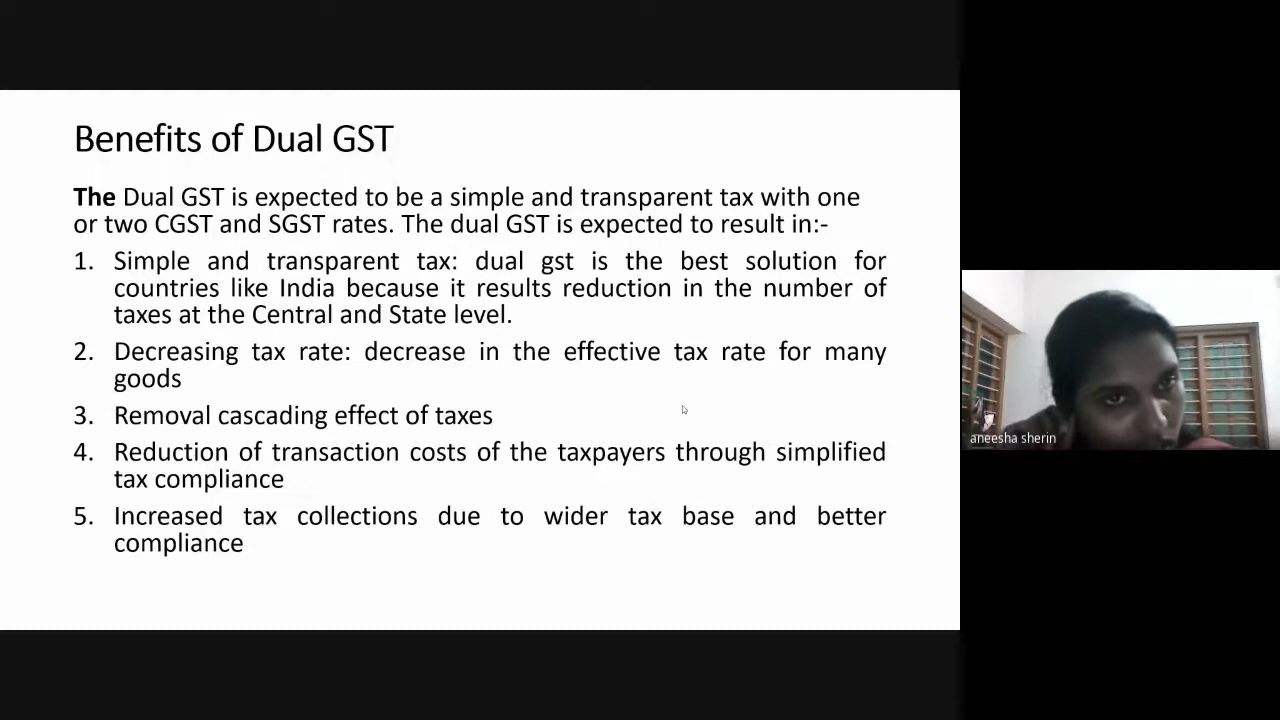 Benefits of Dual GST
The Dual GST is expected to be a simple and transparent tax with one
or two CGST and SGST rates. The dual GST is expected to result in:-
1. Simple and transparent tax: dual gst is the best solution for
countries like India because it results reduction in the number of
taxes at the Central and State level.
2. Decreasing tax rate: decrease in the effective tax rate for many
goods
3. Removal cascading effect of taxes
4. Reduction of transaction costs of the taxpayers through simplified
tax compliance
5. Increased tax collections due to wider tax base and better
compliance
aneesha sherin